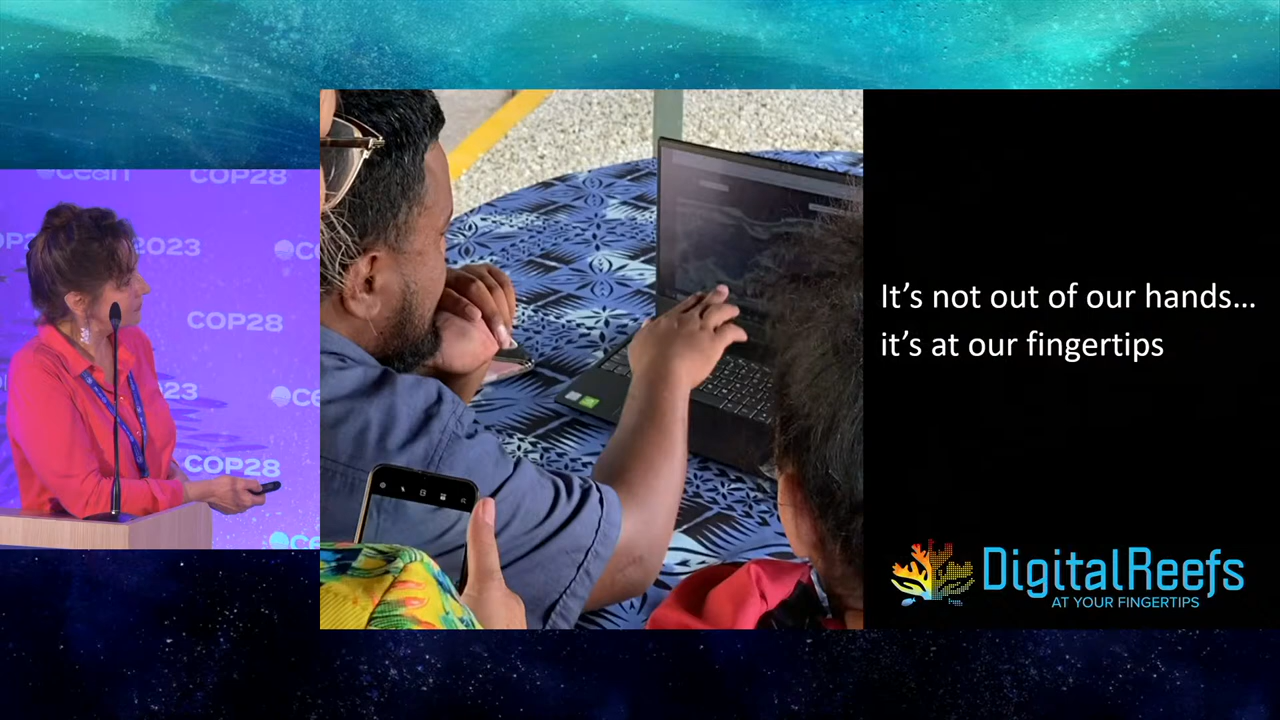 COP28
2023
COP28
COP28
It’s not out of our hands...
it’s at our fingertips
DigitalReefs
AT YOUR FINGERTIPS